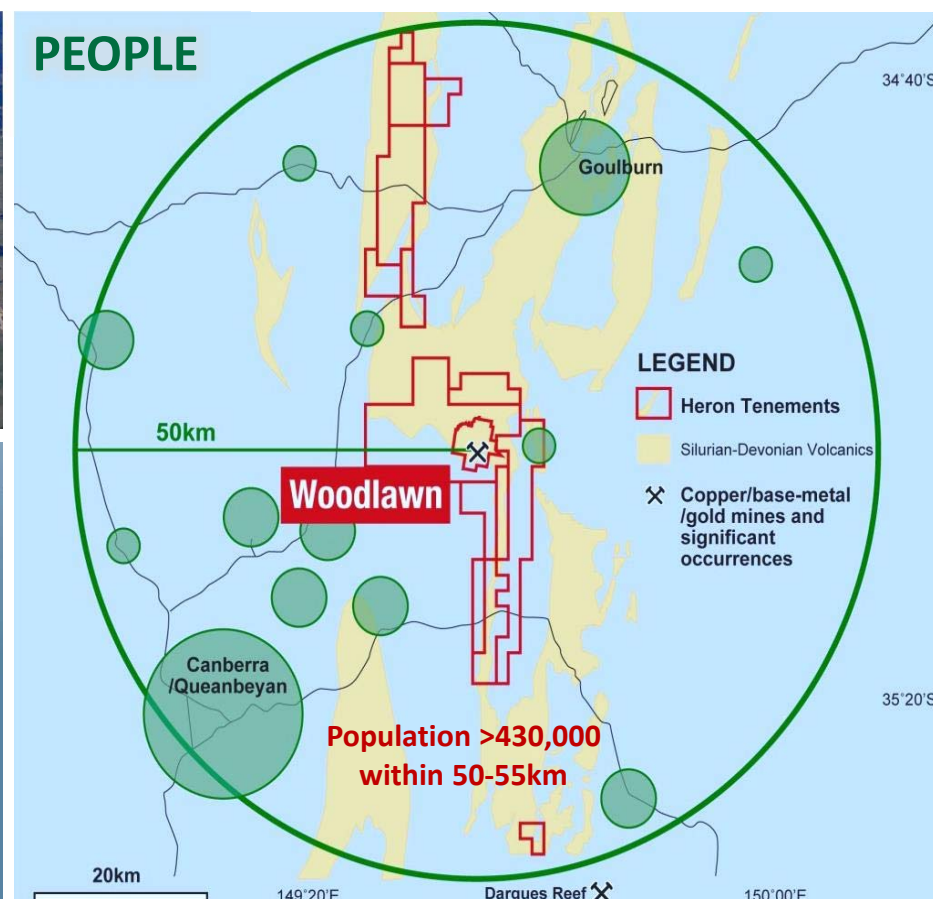 PEOPLE
34°40'S
Goulburn
LEGEND
Heron Tenements
50km
Silurian-Devonian Volcanics
Woodlawn
Copper/base-metal
/gold mines and
significant
occurrences
Canberra
/Queanbeyan
35°20'S
Population >430,000
within 50-55km
20km
149°20'E
Dargues Reef
150°00'E